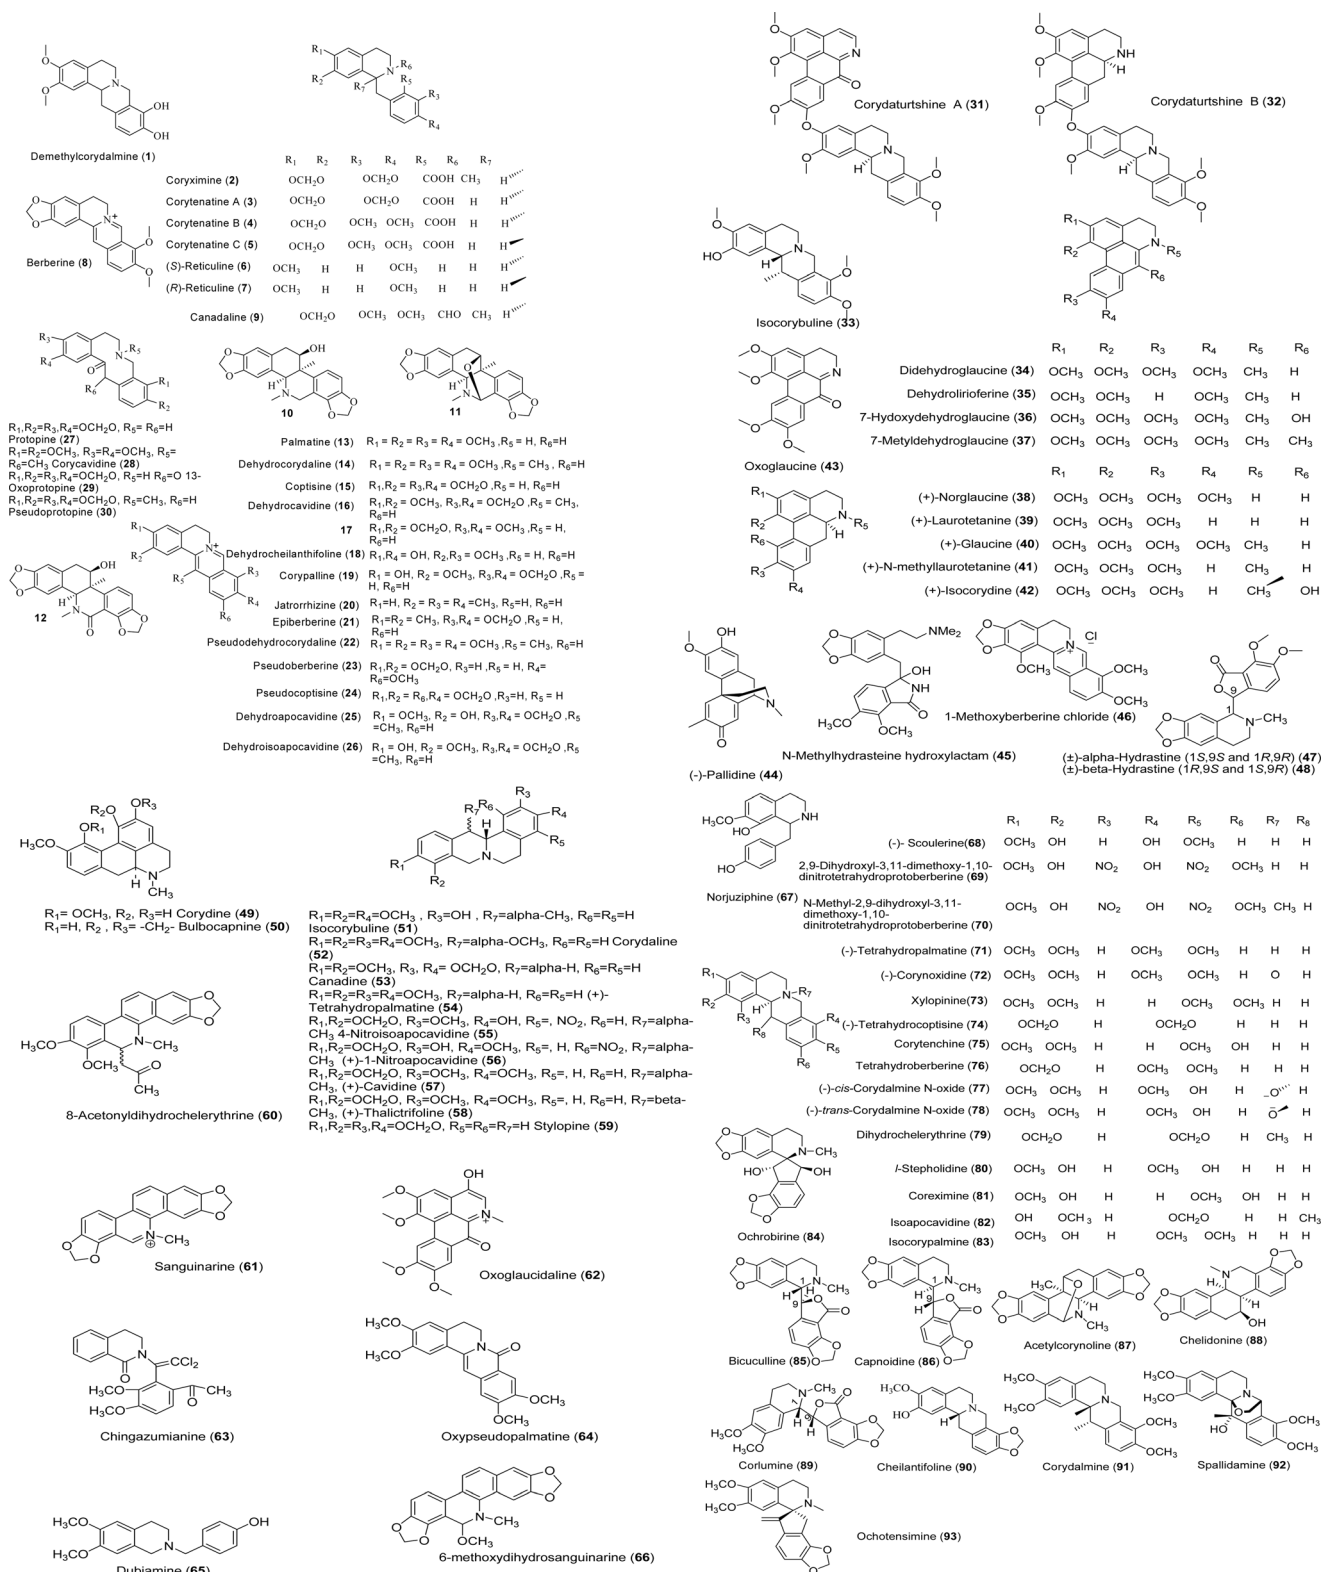 Demethylcorydalmine (1)
R1 R2 R3 R4 R5 R6 R7
Coryximine (2) OCH2O OCH2O COOH CH3 H
Corytenatine A (3) OCH2O OCH2O COOH H H
Corytenatine B (4) OCH2O OCH3 OCH3 COOH H H
Corytenatine C (5) OCH2O OCH3 OCH3 COOH H H
(S)-Reticuline (6) OCH3 H H OCH3 H H H
(R)-Reticuline (7) OCH3 H H OCH3 H H H
Berberine (8)
Canadaline (9) OCH2O OCH3 OCH3 CHO CH3 H
10
11
R1,R2=R3,R4=OCH2O, R5= R6=H
Protopine (27)
R1=R2=OCH3, R3=R4=OCH3, R5=
R6=CH3 Corycavidine (28)
R1,R2=R3,R4=OCH2O, R5=H R6=O 13-
Oxoprotopine (29)
R1,R2=R3,R4=OCH2O, R5=CH3, R6=H
Pseudoprotopine (30)
12
Palmatine (13) R1 = R2 = R3 = R4 = OCH3 , R5 = H, R6=H
Dehydrocorydaline (14) R1 = R2 = R3 = R4 = OCH3 ,R5 = CH3 , R6=H
Coptisine (15) R1,R2 = R3,R4 = OCH2O ,R5 = H, R6=H
Dehydrocavidine (16) R1,R2 = OCH3, R3,R4 = OCH2O ,R5 = CH3,
R6=H
17 R1,R2 = OCH2O, R3,R4 = OCH3 ,R5 = H,
R6=H
Dehydrocheilanthifoline (18) R1,R4 = OH, R2,R3 = OCH3 ,R5 = H, R6=H
Corypalline (19) R1 = OH, R2 = OCH3, R3,R4 = OCH2O ,R5 =
H, R6=H
Jatrorrhizine (20) R1=H, R2 = R3 = R4 =CH3, R5=H, R6=H
Epiberberine (21) R1=R2 = CH3, R3,R4 = OCH2O ,R5 = H,
R6=H
Pseudodehydrocorydaline (22) R1 = R2 = R3 = R4 = OCH3 ,R5 = CH3, R6=H
Pseudoberberine (23) R1,R2 = OCH2O, R3=H ,R5 = H, R4=
R6=OCH3
Pseudocoptisine (24) R1,R2 = R6,R4 = OCH2O ,R3=H, R5 = H
Dehydroapocavidine (25) R1 = OCH3, R2 = OH, R3,R4 = OCH2O ,R5
=CH3, R6=H
Dehydroisoapocavidine (26) R1 = OH, R2 = OCH3, R3,R4 = OCH2O ,R5
=CH3, R6=H
R1= OCH3, R2, R3=H Corydine (49)
R1=H, R2 , R3= -CH2- Bulbocapnine (50)
R1=R2=R4=OCH3 , R3=OH , R7=alpha-CH3, R6=R5=H
Isocorybuline (51)
R1=R2=R3=R4=OCH3, R7=alpha-OCH3, R6=R5=H Corydaline
(52)
R1=R2=OCH3, R3, R4= OCH2O, R7=alpha-H, R6=R5=H
Canadine (53)
R1=R2=R3=R4=OCH3, R7=alpha-H, R6=R5=H (+)-
Tetrahydropalmatine (54)
R1,R2=OCH2O, R3=OCH3, R4=OH, R5=, NO2, R6=H, R7=alpha-
CH3 4-Nitroisoapocavidine (55)
R1,R2=OCH2O, R3=OH, R4=OCH3, R5=, H, R6=NO2, R7=alpha-
CH3 (+)-1-Nitroapocavidine (56)
R1,R2=OCH2O, R3=OCH3, R4=OCH3, R5=, H, R6=H, R7=alpha-
CH3, (+)-Cavidine (57)
R1,R2=OCH2O, R3=OCH3, R4=OCH3, R5=, H, R6=H, R7=beta-
CH3, (+)-Thalictrifoline (58)
R1,R2=R3,R4=OCH2O, R5=R6=R7=H Stylopine (59)
8-Acetonyldihydrochelerythrine (60)
Sanguinarine (61)
Oxoglaucidaline (62)
Chingazumianine (63)
Oxypseudopalmatine (64)
Dubiamine (65)
6-methoxydihydrosanguinarine (66)
Corydaturtshine A (31)
Corydaturtshine B (32)
Isocorybuline (33)
R1 R2 R3 R4 R5 R6
Didehydroglaucine (34) OCH3 OCH3 OCH3 OCH3 CH3 H
Dehydrolirioferine (35) OCH3 OCH3 H OCH3 CH3 H
7-Hydoxydehydroglaucine (36) OCH3 OCH3 OCH3 OCH3 CH3 OH
7-Metyldehydroglaucine (37) OCH3 OCH3 OCH3 OCH3 CH3 CH3
Oxoglaucine (43)
R1 R2 R3 R4 R5 R6
(+)-Norglaucine (38) OCH3 OCH3 OCH3 OCH3 H H
(+)-Laurotetanine (39) OCH3 OCH3 OCH3 H H H
(+)-Glaucine (40) OCH3 OCH3 OCH3 OCH3 CH3 H
(+)-N-methyllaurotetanine (41) OCH3 OCH3 OCH3 H CH3 H
(+)-Isocorydine (42) OCH3 OCH3 OCH3 H CH3 OH
(-)-Pallidine (44)
N-Methylhydrasteine hydroxylactam (45)
1-Methoxyberberine chloride (46)
(±)-alpha-Hydrastine (1S,9S and 1R,9R) (47)
(±)-beta-Hydrastine (1R,9S and 1S,9R) (48)
Norjuziphine (67)
R1 R2 R3 R4 R5 R6 R7 R8
(-)- Scoulerine(68) OCH3 OH H OH OCH3 H H H
2,9-Dihydroxyl-3,11-dimethoxy-1,10-
dinitrotetrahydroprotoberberine (69) OCH3 OH NO2 OH NO2 OCH3 H H
N-Methyl-2,9-dihydroxyl-3,11-
dimethoxy-1,10-
dinitrotetrahydroprotoberberine (70) OCH3 OH NO2 OH NO2 OCH3 CH3 H
(-)-Tetrahydropalmatine (71) OCH3 OCH3 H OCH3 OCH3 H H H
(-)-Corynoxidine (72) OCH3 OCH3 H OCH3 OCH3 H O H
Xylopinine(73) OCH3 OCH3 H H OCH3 OCH3 H H
(-)-Tetrahydrocoptisine (74) OCH2O H OCH2O H H H
Corytenchine (75) OCH3 OCH3 H H OCH3 OH H H
Tetrahydroberberine (76) OCH2O H OCH3 OCH3 H H H
(-)-cis-Corydalmine N-oxide (77) OCH3 OCH3 H OCH3 OH H -O H
(-)-trans-Corydalmine N-oxide (78) OCH3 OCH3 H OCH3 OH H O H
Dihydrochelerythrine (79) OCH2O H OCH2O H CH3 H
l-Stepholidine (80) OCH3 OH H OCH3 OH H H H
Coreximine (81) OCH3 OH H H OCH3 OH H H
Isoapocavidine (82) OH OCH3 H OCH2O H H CH3
Isocorypalmine (83) OCH3 OH H OCH3 OCH3 H H H
Ochrobirine (84)
Bicuculline (85)
Capnoidine (86)
Acetylcorynoline (87)
Chelidonine (88)
Corlumine (89)
Cheilantifoline (90)
Corydalmine (91)
Spallidamine (92)
Ochotensimine (93)